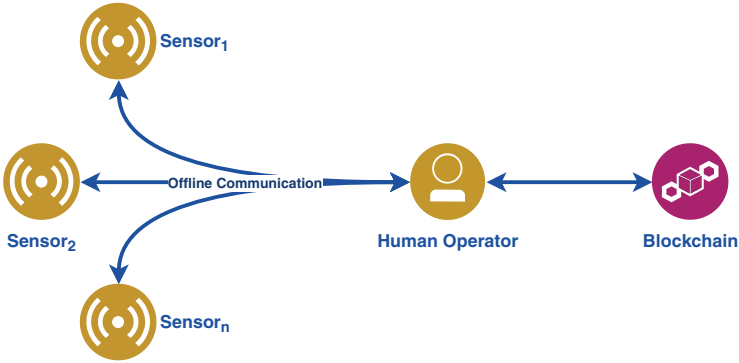 Sensor₁
Offline Communication
Sensor₂
Human Operator
Blockchain
Sensorₙ